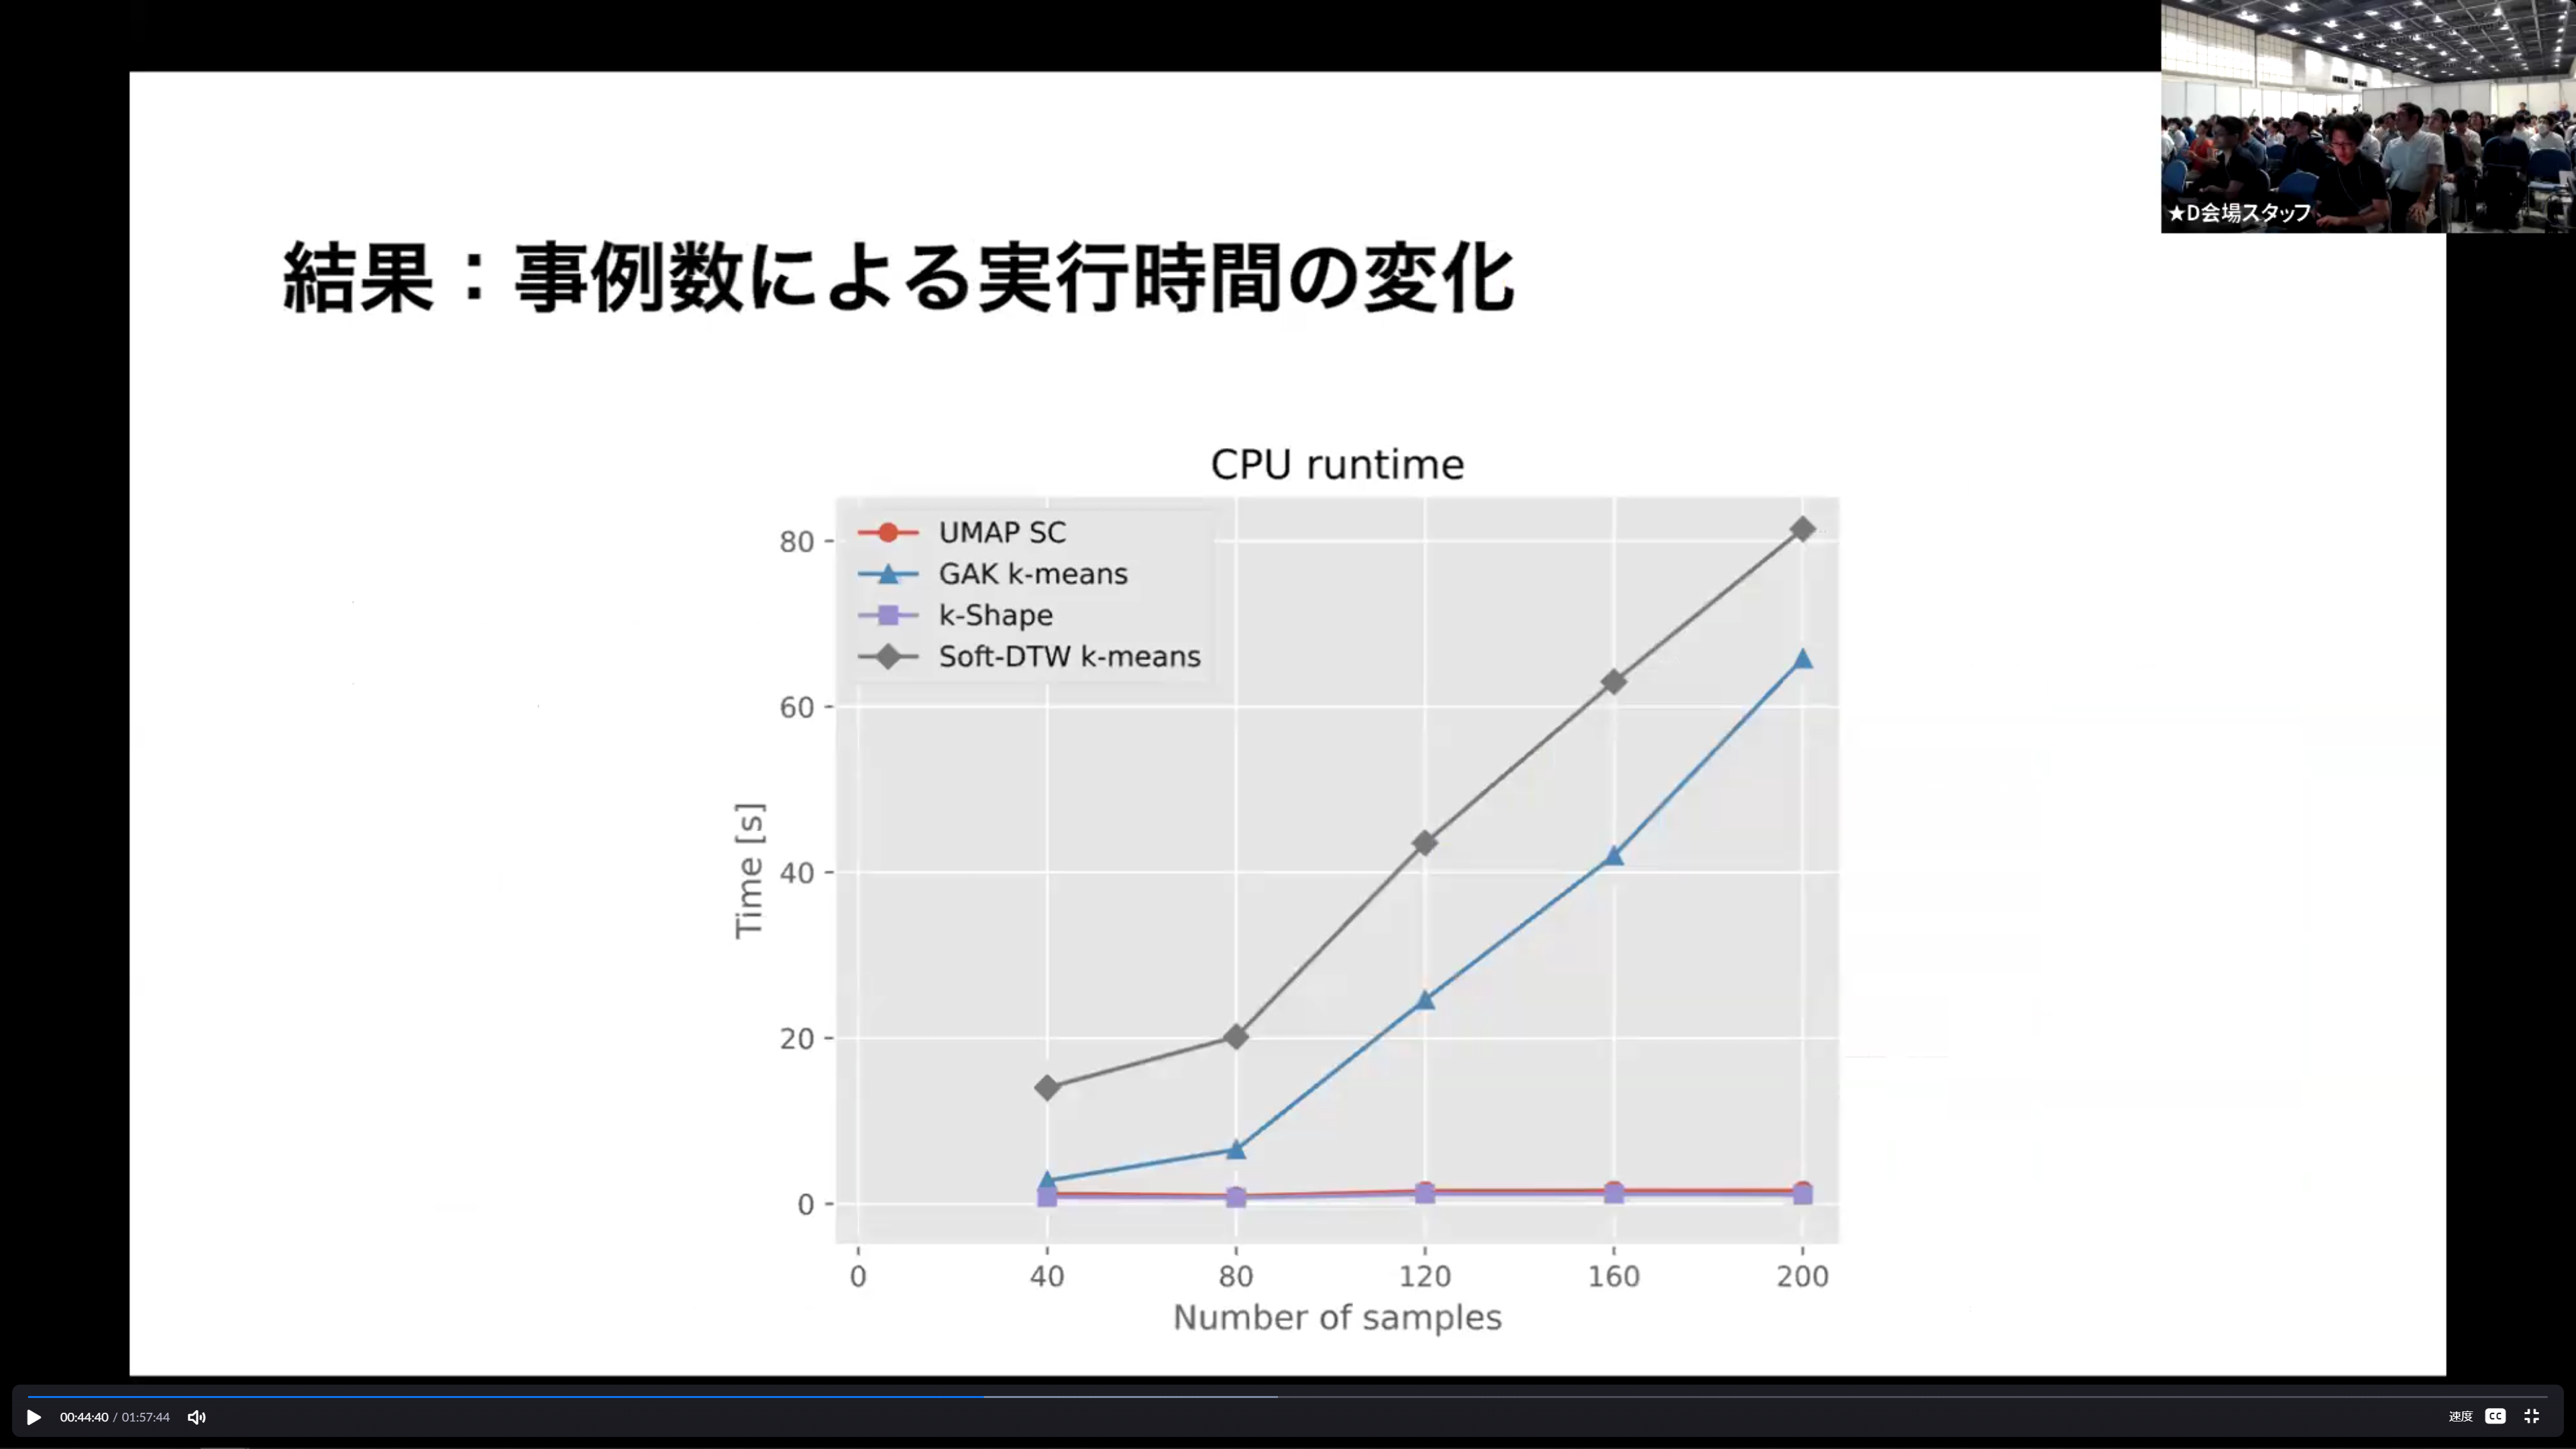 ★D会場スタッフ
結果：事例数による実行時間の変化
CPU runtime
UMAP SC
GAK k-means
k-Shape
Soft-DTW k-means
80
60
40
20
0
Time [s]
0 40 80 120 160 200
Number of samples
00:44:40 / 01:57:44 速度 CC